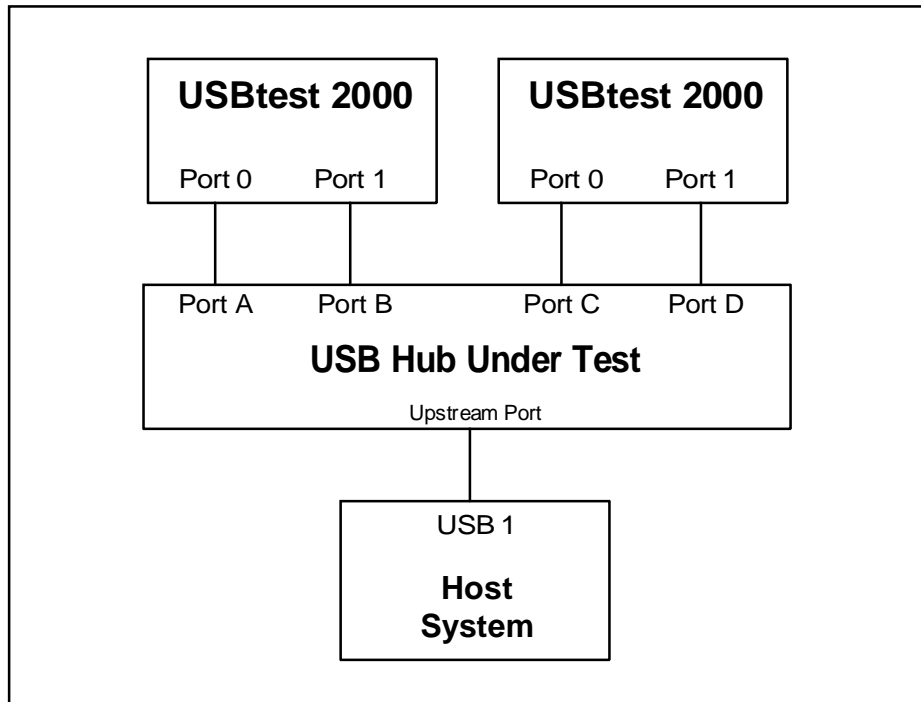 USBtest 2000
USBtest 2000
Port 0
Port 1
Port 0
Port 1
Port A
Port B
Port C
Port D
USB Hub Under Test
Upstream Port
USB 1
Host
System